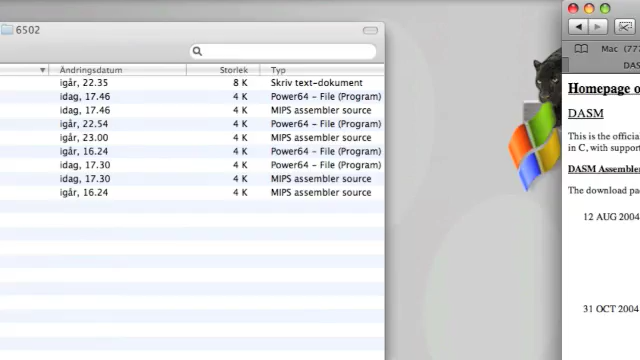 6502
Ändringsdatum Storlek Typ
igår, 22.35 8 K Skriv text-dokument
idag, 17.46 4 K Power64 - File (Program)
idag, 17.46 4 K MIPS assembler source
igår, 22.54 4 K Power64 - File (Program)
igår, 23.00 4 K MIPS assembler source
igår, 16.24 4 K Power64 - File (Program)
idag, 17.30 4 K Power64 - File (Program)
idag, 17.30 4 K MIPS assembler source
igår, 16.24 4 K MIPS assembler source
Mac (77
DAS
Homepage o
DASM
This is the officia
in C, with support
DASM Assembler
The download pa
12 AUG 2004
31 OCT 2004